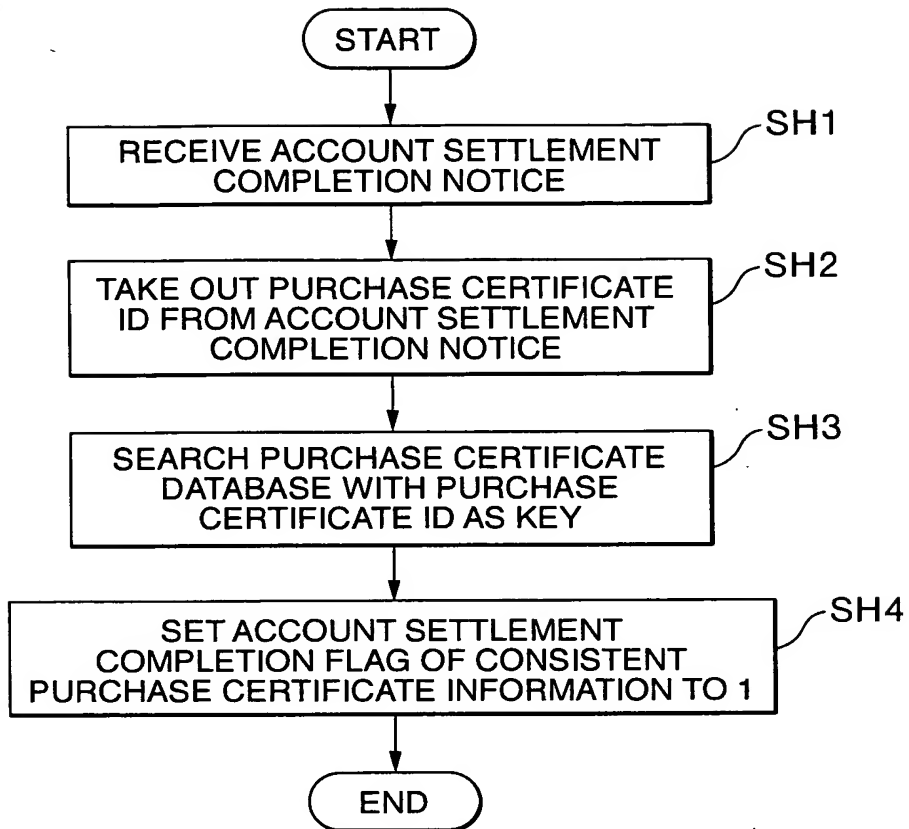 START
SH1
RECEIVE ACCOUNT SETTLEMENT
COMPLETION NOTICE
SH2
TAKE OUT PURCHASE CERTIFICATE
ID FROM ACCOUNT SETTLEMENT
COMPLETION NOTICE
SH3
SEARCH PURCHASE CERTIFICATE
DATABASE WITH PURCHASE
CERTIFICATE ID AS KEY
SH4
SET ACCOUNT SETTLEMENT
COMPLETION FLAG OF CONSISTENT
PURCHASE CERTIFICATE INFORMATION TO 1
END